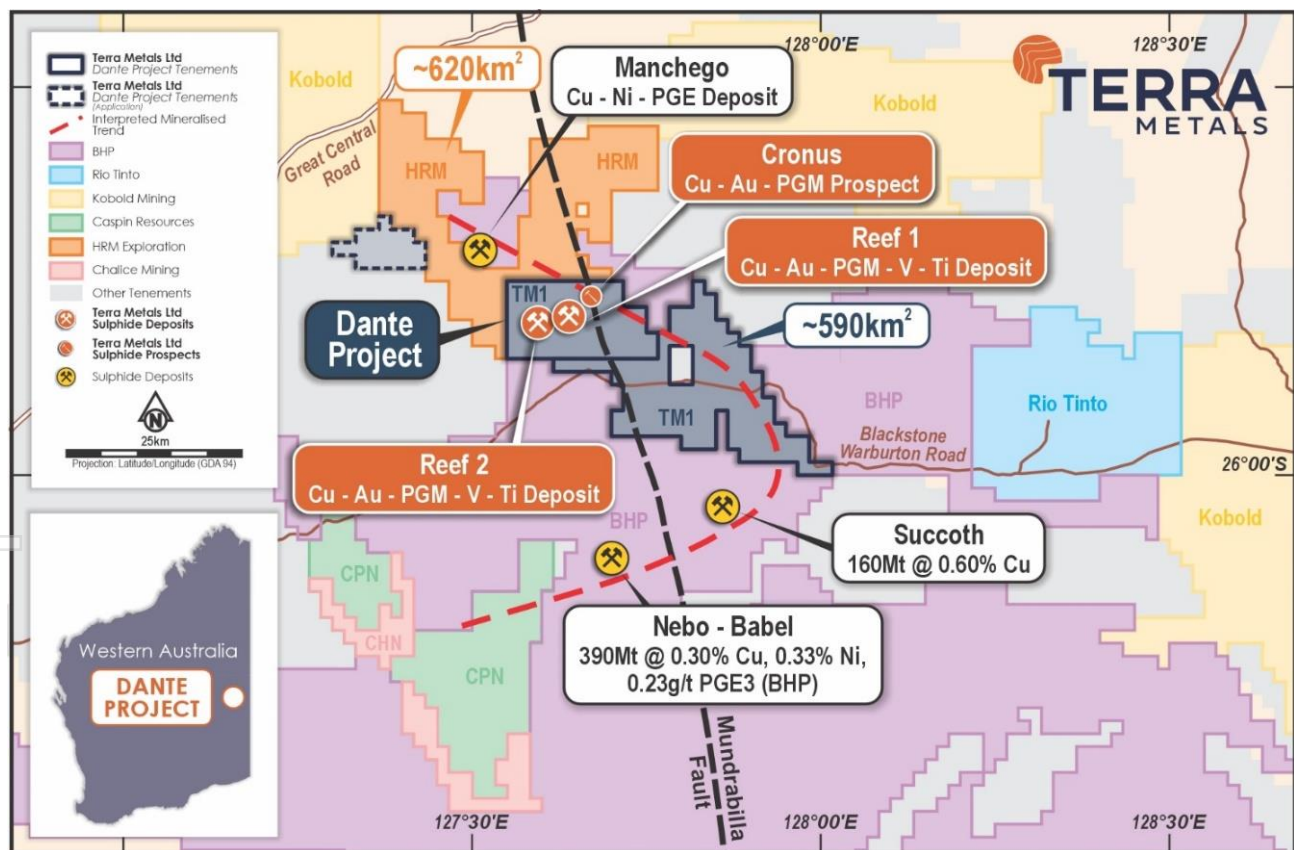 Terra Metals Ltd
Dante Project Tenements
Terra Metals Ltd
Dante Project Tenements
(Application)
Interpreted Mineralised
Trend
BHP
Rio Tinto
Kobold Mining
Caspin Resources
HRM Exploration
Chalice Mining
Other Tenements
Terra Metals Ltd
Sulphide Deposits
Terra Metals Ltd
Sulphide Prospects
Sulphide Deposits
N
25km
Projection: Latitude/Longitude (GDA 94)
128°00'E
128°30'E
TERRA
METALS
Kobold
~620km²
Manchego
Cu - Ni - PGE Deposit
Kobold
Great Central
Road
HRM
HRM
Cronus
Cu - Au - PGM Prospect
Reef 1
Cu - Au - PGM - V - Ti Deposit
TM1
Dante
Project
~590km²
TM1
BHP
Rio Tinto
Blackstone
Warburton Road
26°00'S
Reef 2
Cu - Au - PGM - V - Ti Deposit
BHP
Kobold
Succoth
160Mt @ 0.60% Cu
CPN
CHN
CPN
Nebo - Babel
390Mt @ 0.30% Cu, 0.33% Ni,
0.23g/t PGE3 (BHP)
Mundrabilla
Fault
Western Australia
DANTE
PROJECT
127°30'E
128°00'E
128°30'E